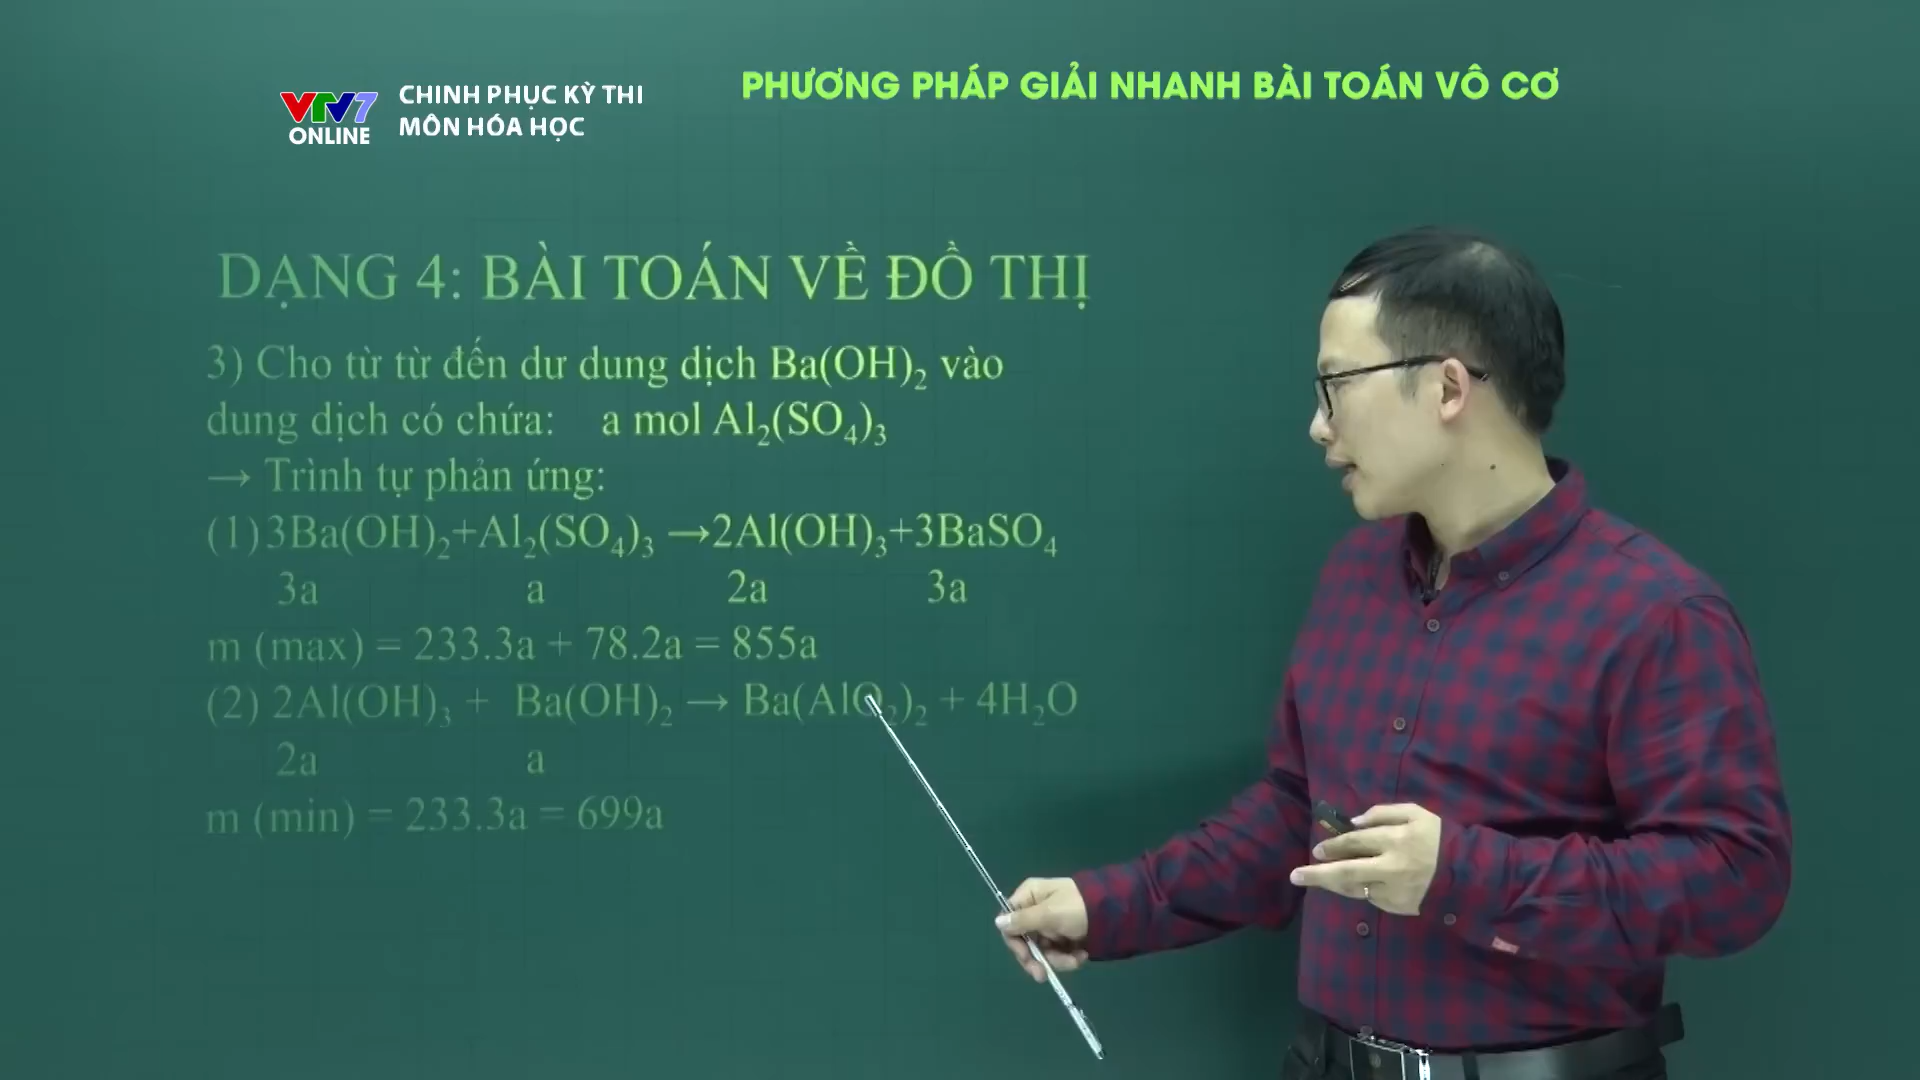 VTV7
ONLINE
CHINH PHỤC KỲ THI
MÔN HÓA HỌC
PHƯƠNG PHÁP GIẢI NHANH BÀI TOÁN VÔ CƠ
DẠNG 4: BÀI TOÁN VỀ ĐỒ THỊ
3) Cho từ từ đến dư dung dịch Ba(OH)₂ vào
dung dịch có chứa: a mol Al₂(SO₄)₃
→ Trình tự phản ứng:
(1)3Ba(OH)₂+Al₂(SO₄)₃ →2Al(OH)₃+3BaSO₄
3a a 2a 3a
m (max) = 233.3a + 78.2a = 855a
(2) 2Al(OH)₃ + Ba(OH)₂ → Ba(AlO₂)₂ + 4H₂O
2a a
m (min) = 233.3a = 699a